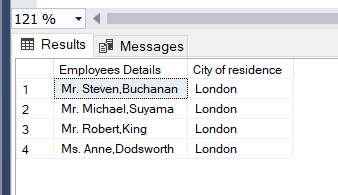 121 %
Results Messages
Employees Details City of residence
1 Mr. Steven,Buchanan London
2 Mr. Michael,Suyama London
3 Mr. Robert,King London
4 Ms. Anne,Dodsworth London